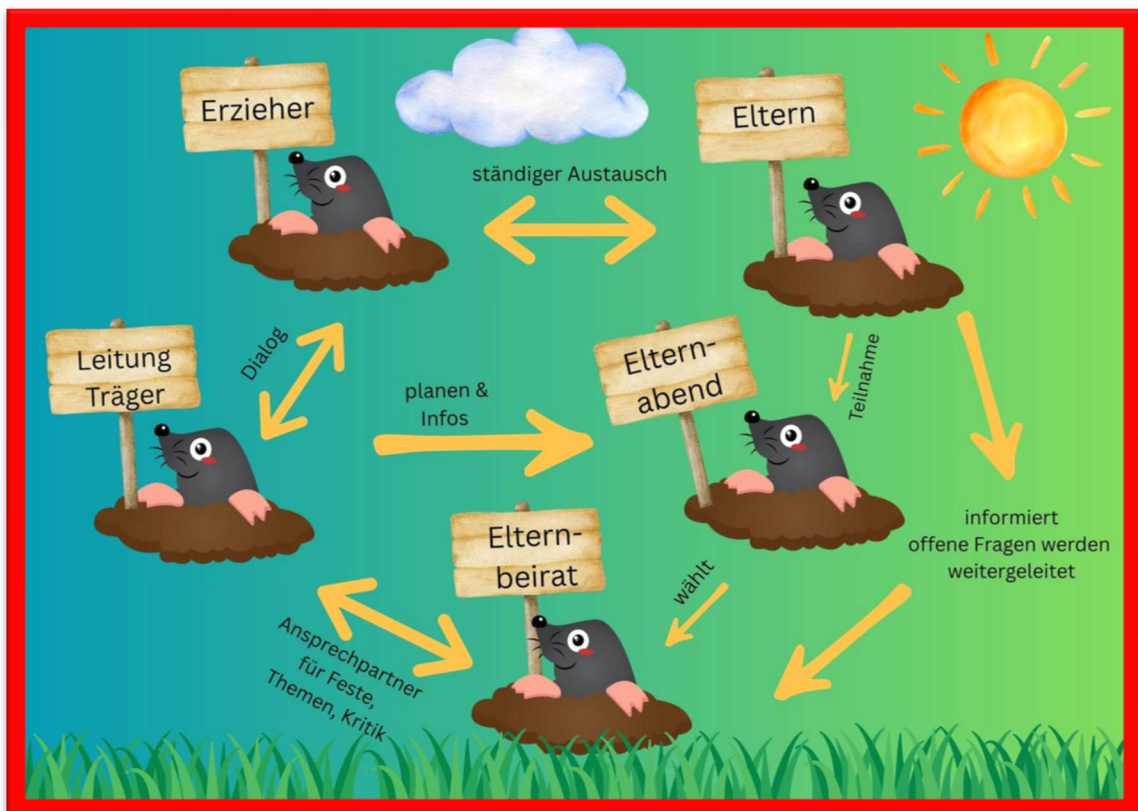 Erzieher
Eltern
ständiger Austausch
Leitung
Träger
Dialog
planen &
Infos
Eltern-
abend
Teilnahme
informiert
offene Fragen werden
weitergeleitet
Eltern-
beirat
wählt
Ansprechpartner
für Feste,
Themen, Kritik